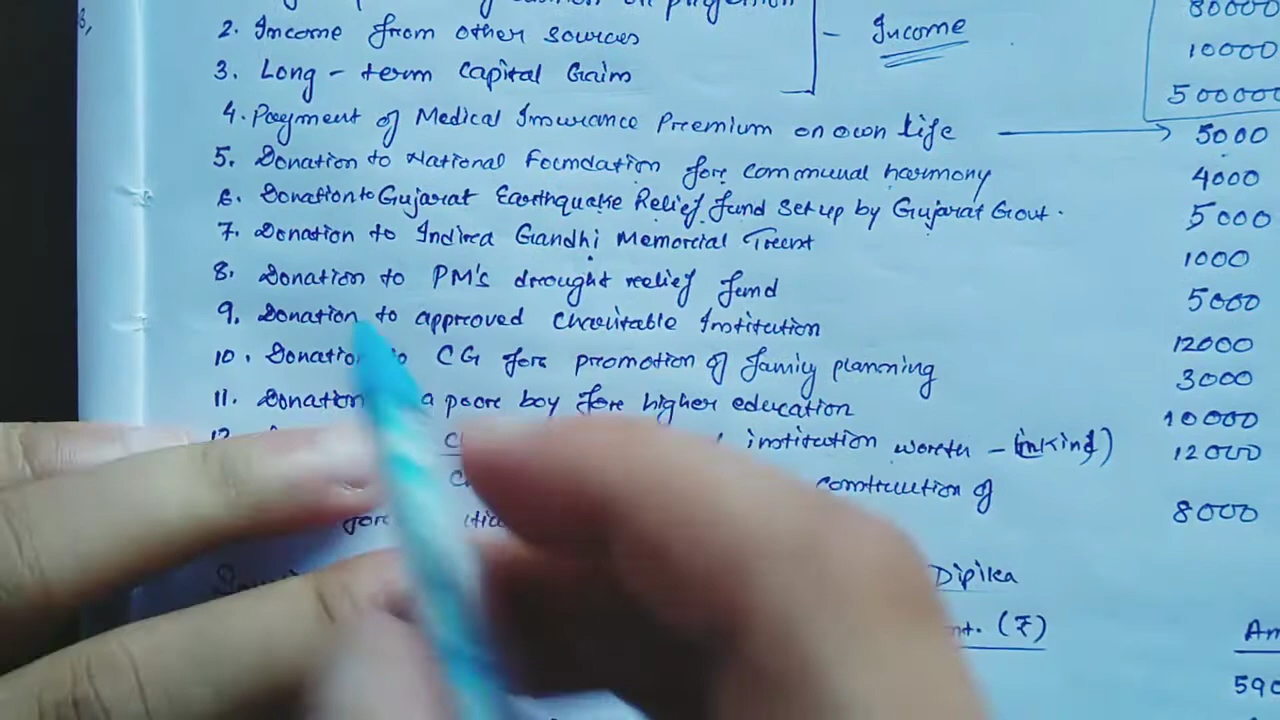 80000
2. Income from other sources - Income 10000
3. Long-term Capital Gain 500000
4. Payment of Medical Insurance Premium on own life 5000
5. Donation to National Foundation for communal harmony 4000
6. Donation to Gujarat Earthquake Relief fund set up by Gujarat Govt. 5000
7. Donation to Indira Gandhi Memorial Trust 1000
8. Donation to PM's drought relief fund 5000
9. Donation to approved Charitable Institution 12000
10. Donation CG for promotion of family planning 3000
11. Donation a poor boy for higher education 10000
institution worth - (in kind) 12000
construction of
8000
Dipika
(₹)